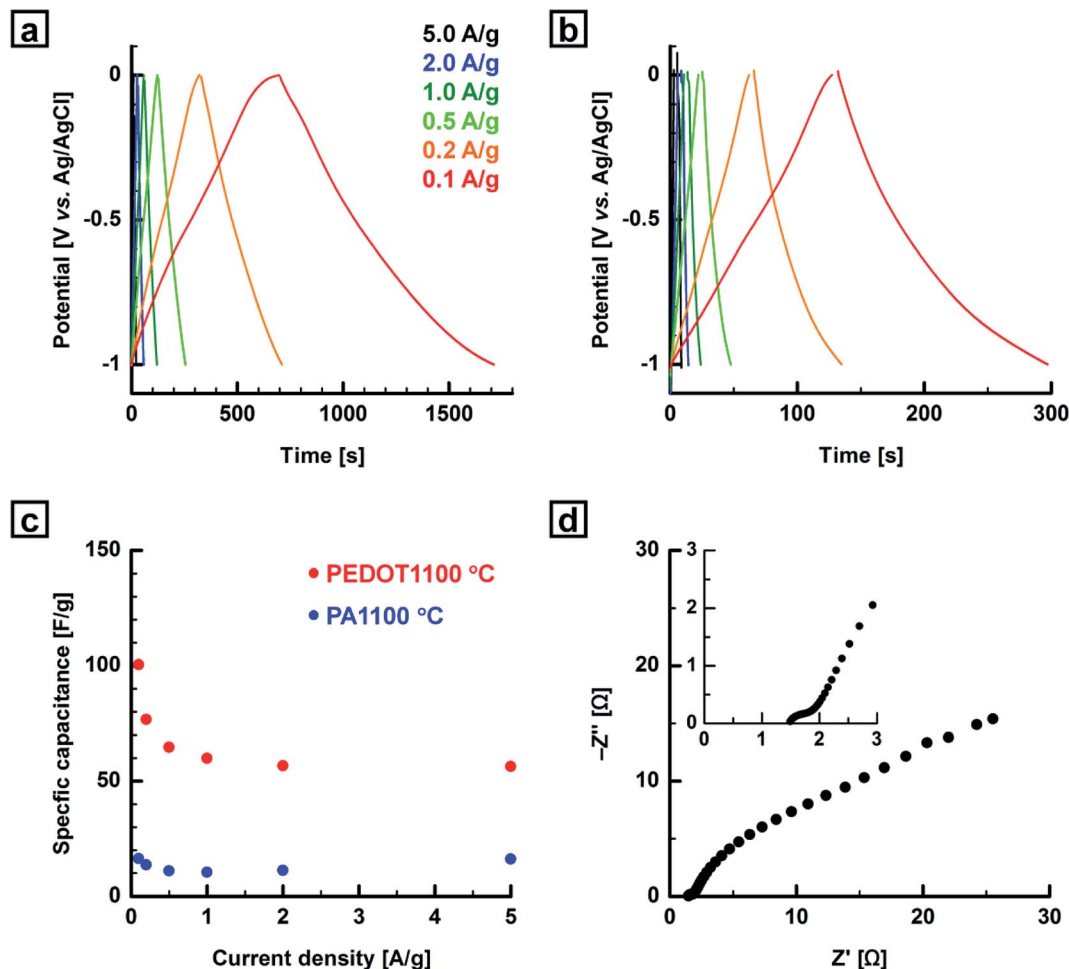 a
5.0 A/g
2.0 A/g
1.0 A/g
0.5 A/g
0.2 A/g
0.1 A/g
0
-0.5
-1
Potential [V vs. Ag/AgCl]
0 500 1000 1500
Time [s]
b
0
-0.5
-1
Potential [V vs. Ag/AgCl]
0 100 200 300
Time [s]
c
150
100
50
0
Specfic capacitance [F/g]
PEDOT1100 °C
PA1100 °C
0 1 2 3 4 5
Current density [A/g]
d
30
20
10
0
–Z'' [Ω]
3
2
1
0
0 1 2 3
0 10 20 30
Z' [Ω]